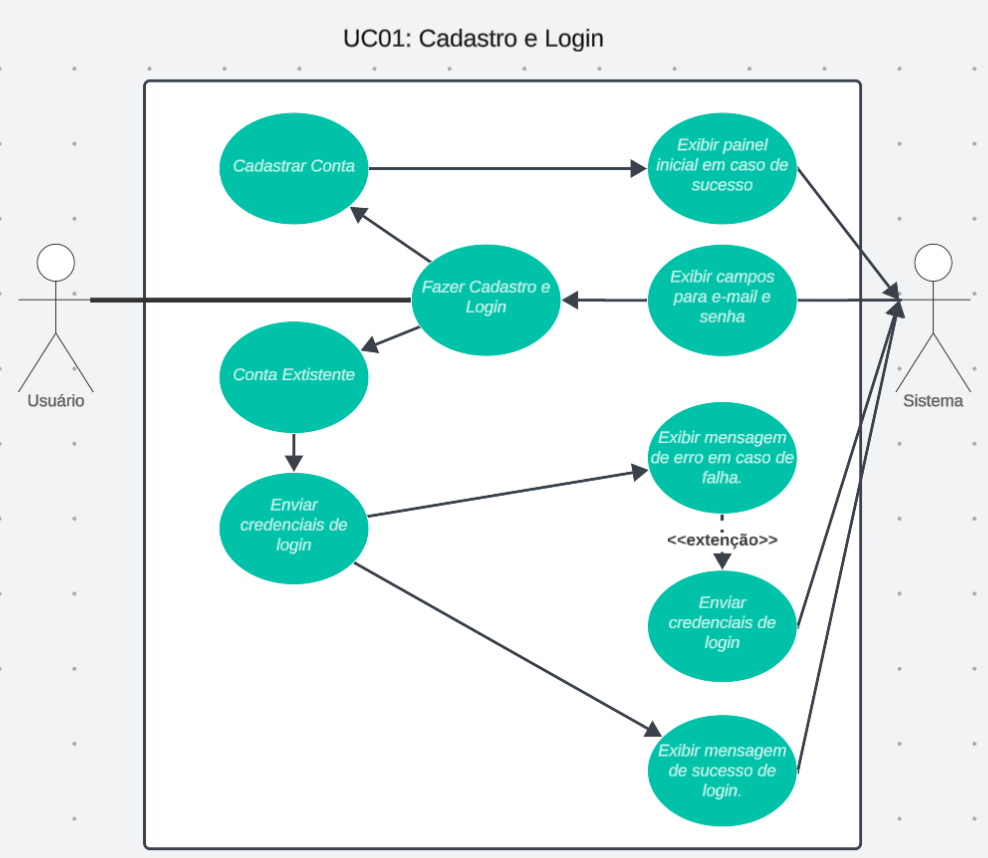 UC01: Cadastro e Login
Cadastrar Conta
Exibir painel
inicial em caso de
sucesso
Fazer Cadastro e
Login
Exibir campos
para e-mail e
senha
Usuário
Sistema
Conta Extistente
Exibir mensagem
de erro em caso de
falha.
Enviar
credenciais de
login
<<extenção>>
Enviar
credenciais de
login
Exibir mensagem
de sucesso de
login.